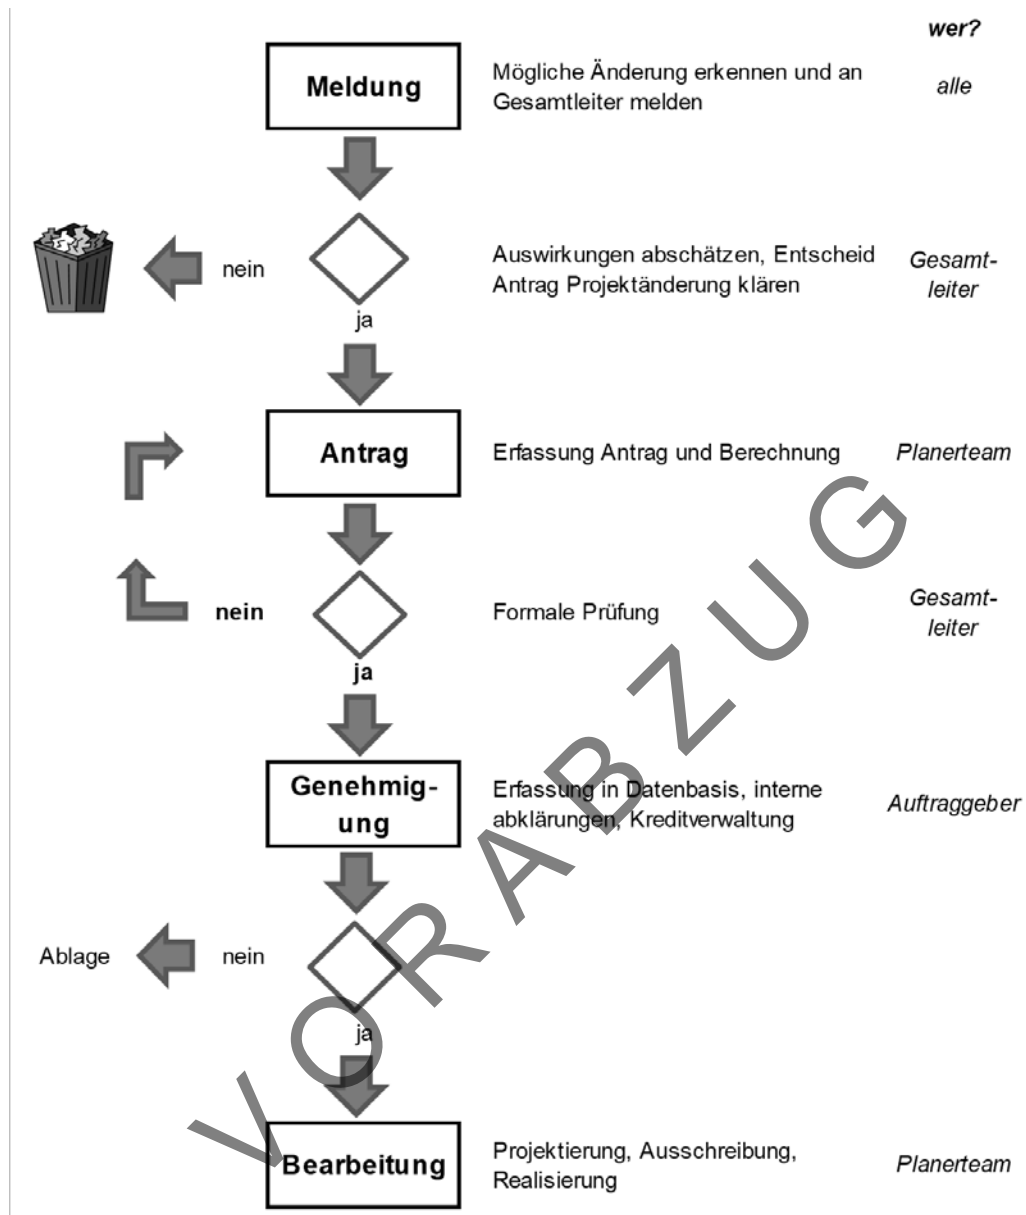 wer?
Meldung
Mögliche Änderung erkennen und an
Gesamtleiter melden
alle
nein
Auswirkungen abschätzen, Entscheid
Antrag Projektänderung klären
Gesamt-
leiter
ja
Antrag
Erfassung Antrag und Berechnung
Planerteam
nein
Formale Prüfung
Gesamt-
leiter
ja
Genehmig-
ung
Erfassung in Datenbasis, interne
abklärungen, Kreditverwaltung
Auftraggeber
Ablage
nein
ja
Bearbeitung
Projektierung, Ausschreibung,
Realisierung
Planerteam
VORABZUG